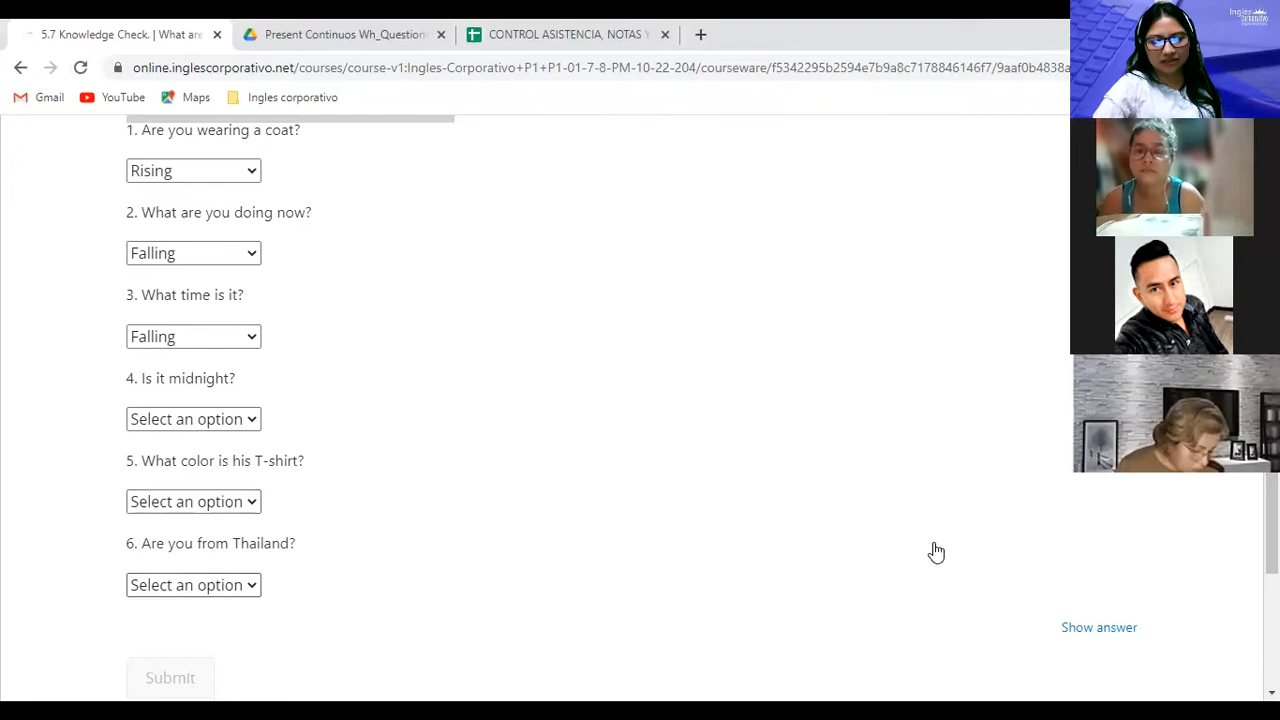 5.7 Knowledge Check. | What are
Present Continuos Wh_Question
CONTROL ASISTENCIA, NOTAS Y
online.inglescorporativo.net/courses/course-v1:Ingles-Corporativo+P1+P1-01-7-8-PM-10-22-204/courseware/f5342295b2594e7b9a8c7178846146f7/9aaf0b4838a
Gmail
YouTube
Maps
Ingles corporativo
Ingles
CORPORATIVO
1. Are you wearing a coat?
Rising
2. What are you doing now?
Falling
3. What time is it?
Falling
4. Is it midnight?
Select an option
5. What color is his T-shirt?
Select an option
6. Are you from Thailand?
Select an option
Show answer
Submit